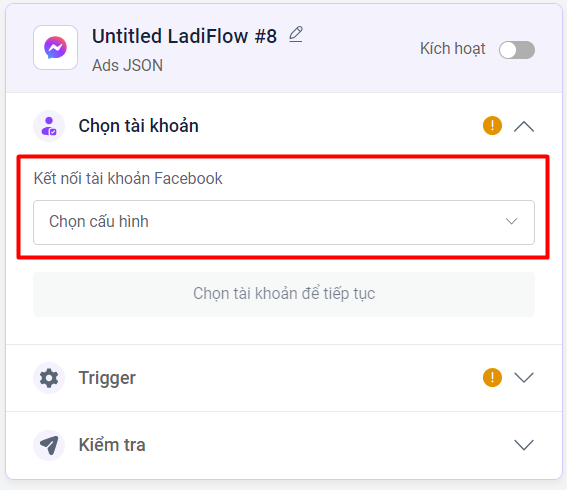 Untitled LadiFlow #8
Ads JSON
Kích hoạt
Chọn tài khoản
Kết nối tài khoản Facebook
Chọn cấu hình
Chọn tài khoản để tiếp tục
Trigger
Kiểm tra